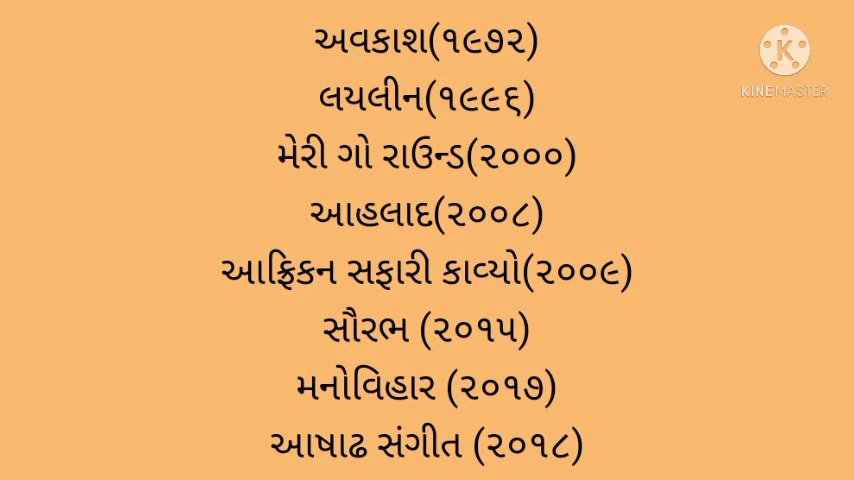 અવકાશ(૧૯૭૨)
લયલીન(૧૯૯૬)
મેરી ગો રાઉન્ડ(૨૦૦૦)
આહલાદ(૨૦૦૮)
આફ્રિકન સફારી કાવ્યો(૨૦૦૯)
સૌરભ (૨૦૧૫)
મનોવિહાર (૨૦૧૭)
આષાઢ સંગીત (૨૦૧૮)
K
KINEMASTER